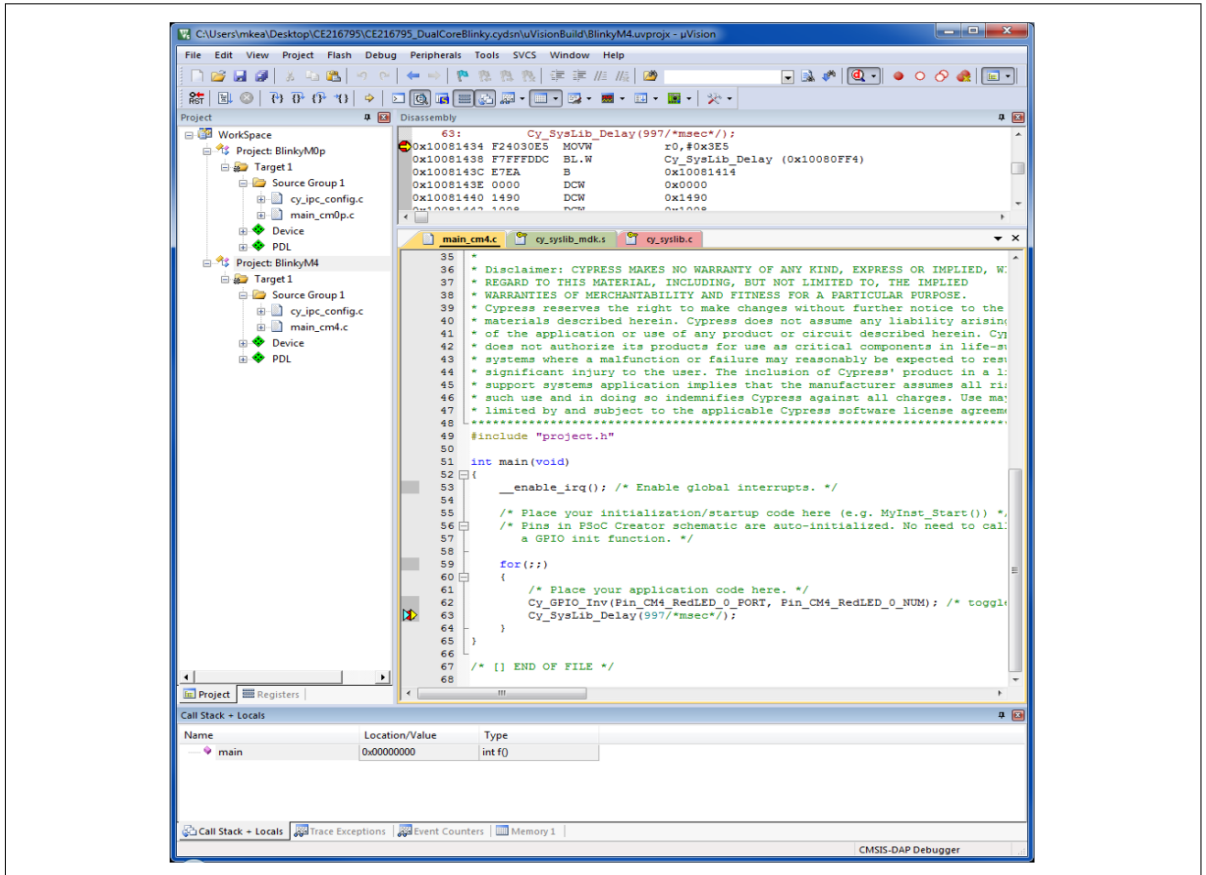 C:\Users\mkea\Desktop\CE216795\CE216795_DualCoreBlinky.cydsn\uVisionBuild\BlinkyM4.uvprojx - µVision
File Edit View Project Flash Debug Peripherals Tools SVCS Window Help
RST
Project
WorkSpace
Project: BlinkyM0p
Target 1
Source Group 1
cy_ipc_config.c
main_cm0p.c
Device
PDL
Project: BlinkyM4
Target 1
Source Group 1
cy_ipc_config.c
main_cm4.c
Device
PDL
Project Registers
Disassembly
63: Cy_SysLib_Delay(997/*msec*/);
0x10081434 F24030E5 MOVW r0,#0x3E5
0x10081438 F7FFFDDC BL.W Cy_SysLib_Delay (0x10080FF4)
0x1008143C E7EA B 0x10081414
0x1008143E 0000 DCW 0x0000
0x10081440 1490 DCW 0x1490
0x10081442 1008 DCW 0x1008
main_cm4.c cy_syslib_mdk.s cy_syslib.c
35 *
36 * Disclaimer: CYPRESS MAKES NO WARRANTY OF ANY KIND, EXPRESS OR IMPLIED, W
37 * REGARD TO THIS MATERIAL, INCLUDING, BUT NOT LIMITED TO, THE IMPLIED
38 * WARRANTIES OF MERCHANTABILITY AND FITNESS FOR A PARTICULAR PURPOSE.
39 * Cypress reserves the right to make changes without further notice to the
40 * materials described herein. Cypress does not assume any liability arising
41 * of the application or use of any product or circuit described herein. Cyp
42 * does not authorize its products for use as critical components in life-su
43 * systems where a malfunction or failure may reasonably be expected to resu
44 * significant injury to the user. The inclusion of Cypress' product in a li
45 * support systems application implies that the manufacturer assumes all ris
46 * such use and in doing so indemnifies Cypress against all charges. Use may
47 * limited by and subject to the applicable Cypress software license agreeme
48 *****************************************************************************
49 #include "project.h"
50
51 int main(void)
52 {
53 __enable_irq(); /* Enable global interrupts. */
54
55 /* Place your initialization/startup code here (e.g. MyInst_Start()) *
56 /* Pins in PSoC Creator schematic are auto-initialized. No need to cal
57 a GPIO init function. */
58
59 for(;;)
60 {
61 /* Place your application code here. */
62 Cy_GPIO_Inv(Pin_CM4_RedLED_0_PORT, Pin_CM4_RedLED_0_NUM); /* toggle
63 Cy_SysLib_Delay(997/*msec*/);
64 }
65 }
66
67 /* [] END OF FILE */
68
Call Stack + Locals
Name Location/Value Type
main 0x00000000 int f()
Call Stack + Locals Trace Exceptions Event Counters Memory 1
CMSIS-DAP Debugger